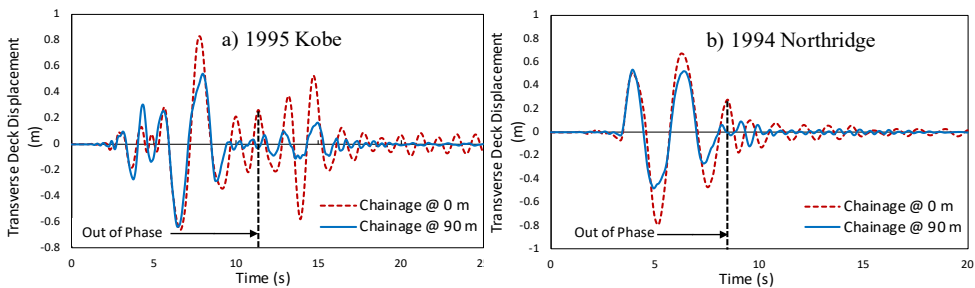 a) 1995 Kobe
Transverse Deck Displacement
(m)
1
0.8
0.6
0.4
0.2
0
-0.2
-0.4
-0.6
-0.8
Out of Phase
Chainage @ 0 m
Chainage @ 90 m
0 5 10 15 20 2
Time (s)
b) 1994 Northridge
Transverse Deck Displacement
(m)
1
0.8
0.6
0.4
0.2
0
-0.2
-0.4
-0.6
-0.8
-1
Out of Phase
Chainage @ 0 m
Chainage @ 90 m
0 5 10 15 20
Time (s)